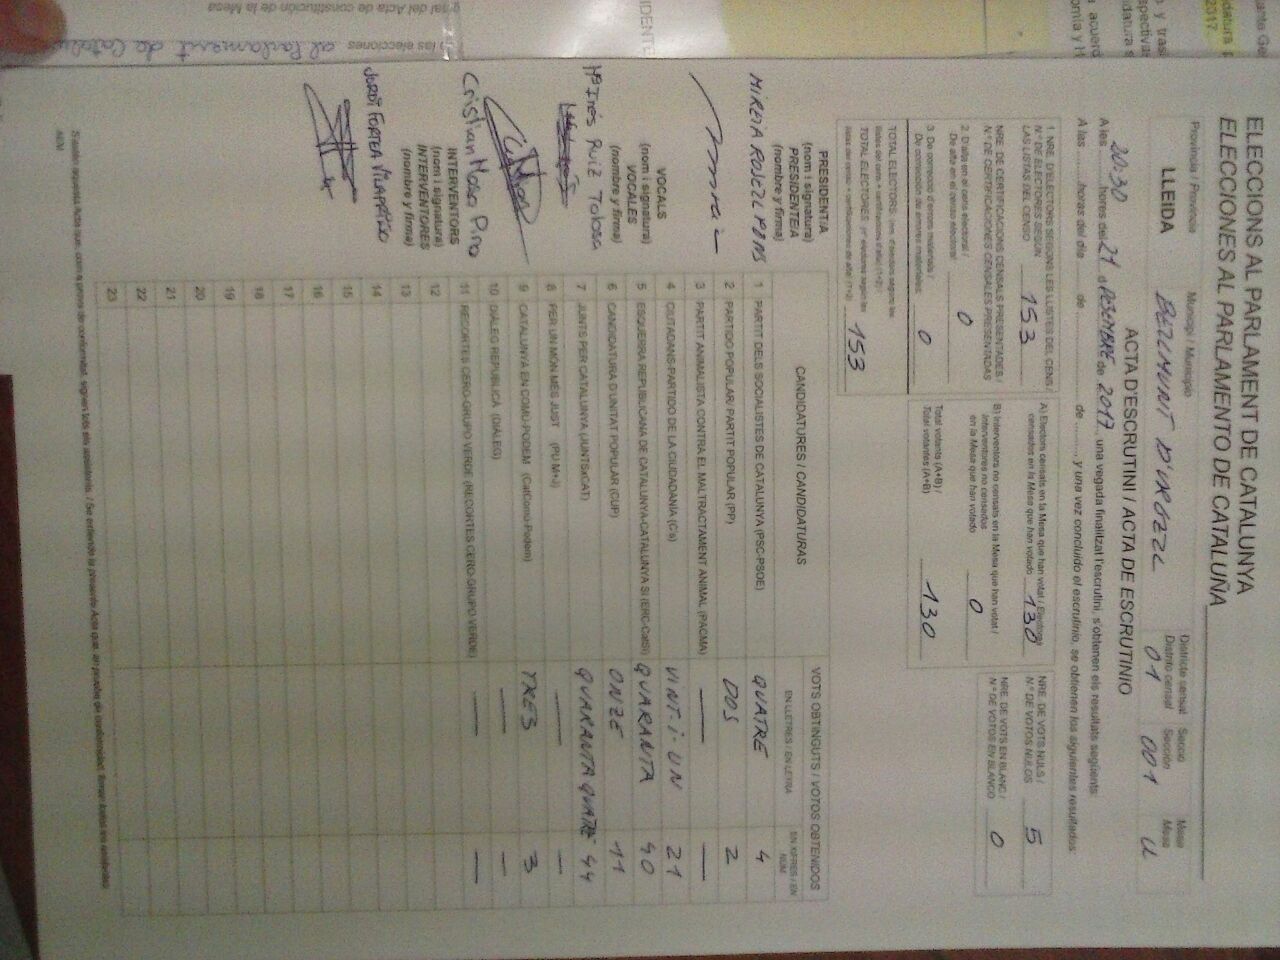 ELECCIONS AL PARLAMENT DE CATALUNYA
ELECCIONES AL PARLAMENTO DE CATALUÑA
Província / Provincia
LLEIDA
Municipi / Municipio
BELLMUNT D'URGELL
Districte censal
Distrito censal
01
Secció
Sección
001
Mesa
Mesa
U
ACTA D'ESCRUTINI / ACTA DE ESCRUTINIO
A les 20:30 hores del 21 de DESEMBRE de 2017, una vegada finalitzat l'escrutini, s'obtenen els resultats següents:
A las ........ horas del día ........ de ........ de ........, y una vez concluido el escrutinio, se obtienen los siguientes resultados:
1. NRE. D'ELECTORS SEGONS LES LLISTES DEL CENS /
N.º DE ELECTORES SEGÚN
LAS LISTAS DEL CENSO 153
NRE. DE CERTIFICACIONS CENSALS PRESENTADES /
N.º DE CERTIFICACIONES CENSALES PRESENTADAS
2. D'alta en el cens electoral /
De alta en el censo electoral 0
3. De correcció d'errors materials /
De corrección de errores materiales 0
TOTAL ELECTORS
TOTAL ELECTORES
153
A) Electors censats en la Mesa que han votat / Electores
censados en la Mesa que han votado 130
B) Interventors no censats en la Mesa que han votat /
Interventores no censados
en la Mesa que han votado 0
Total votants (A+B) /
Total votantes (A+B) 130
NRE. DE VOTS NULS /
N.º DE VOTOS NULOS 5
NRE. DE VOTS EN BLANC /
N.º DE VOTOS EN BLANCO 0
CANDIDATURES / CANDIDATURAS
VOTS OBTINGUTS / VOTOS OBTENIDOS
EN LLETRES / EN LETRA
EN XIFRES / EN NÚM.
1 PARTIT DELS SOCIALISTES DE CATALUNYA (PSC-PSOE) QUATRE 4
2 PARTIDO POPULAR/ PARTIT POPULAR (PP) DOS 2
3 PARTIT ANIMALISTA CONTRA EL MALTRACTAMENT ANIMAL (PACMA) — —
4 CIUTADANS-PARTIDO DE LA CIUDADANÍA (C's) VINT-I-UN 21
5 ESQUERRA REPUBLICANA DE CATALUNYA-CATALUNYA SÍ (ERC-CatSí) QUARANTA 40
6 CANDIDATURA D'UNITAT POPULAR (CUP) ONZE 11
7 JUNTS PER CATALUNYA (JUNTSxCAT) QUARANTA QUATRE 44
8 PER UN MÓN MÉS JUST (PUM+J) — —
9 CATALUNYA EN COMÚ-PODEM (CatComú-Podem) TRES 3
10 DIÀLEG REPUBLICÀ (DIÀLEG) — —
11 RECORTES CERO-GRUPO VERDE (RECORTES CERO-GRUPO VERDE) — —
12
13
14
15
16
17
18
19
20
21
22
23
PRESIDENT/A
(nom i signatura)
PRESIDENTE/A
(nombre y firma)
MIREIA ROSELL PONS
VOCALS
(nom i signatura)
VOCALES
(nombre y firma)
Mª Inés Ruiz Tolosa
Cristian Moso Piro
INTERVENTORS
(nom i signatura)
INTERVENTORES
(nombre y firma)
JORDI FORTEA VILAPRIÑO
al Parlament de Catalu
las elecciones
del Acta de constitución de la Mesa
2017